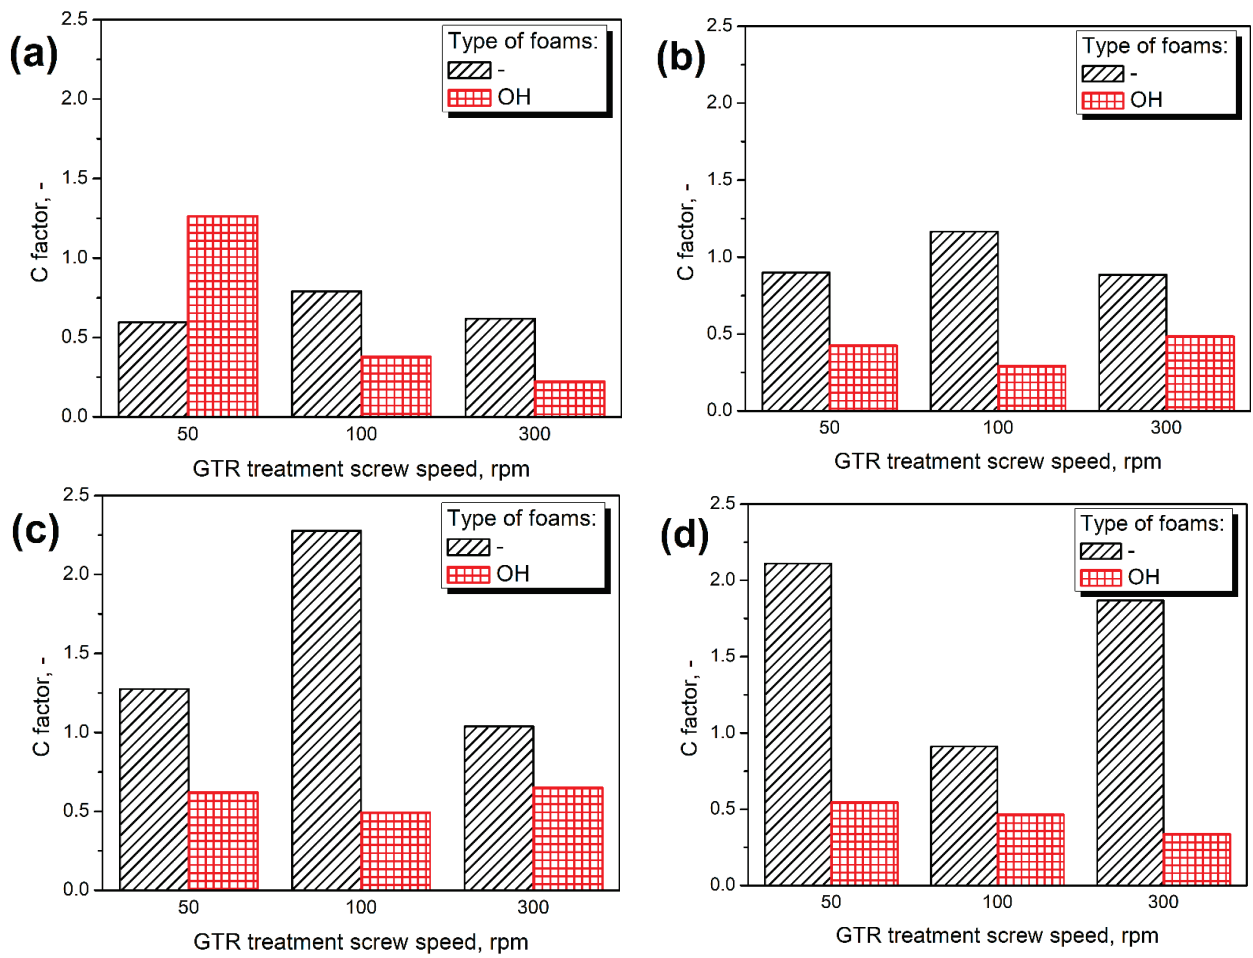 (a)
2.5
2.0
1.5
1.0
0.5
0.0
C factor, -
Type of foams:
-
OH
50 100 300
GTR treatment screw speed, rpm
(b)
2.5
2.0
1.5
1.0
0.5
0.0
C factor, -
Type of foams:
-
OH
50 100 300
GTR treatment screw speed, rpm
(c)
2.5
2.0
1.5
1.0
0.5
0.0
C factor, -
Type of foams:
-
OH
50 100 300
GTR treatment screw speed, rpm
(d)
2.5
2.0
1.5
1.0
0.5
0.0
C factor, -
Type of foams:
-
OH
50 100 300
GTR treatment screw speed, rpm